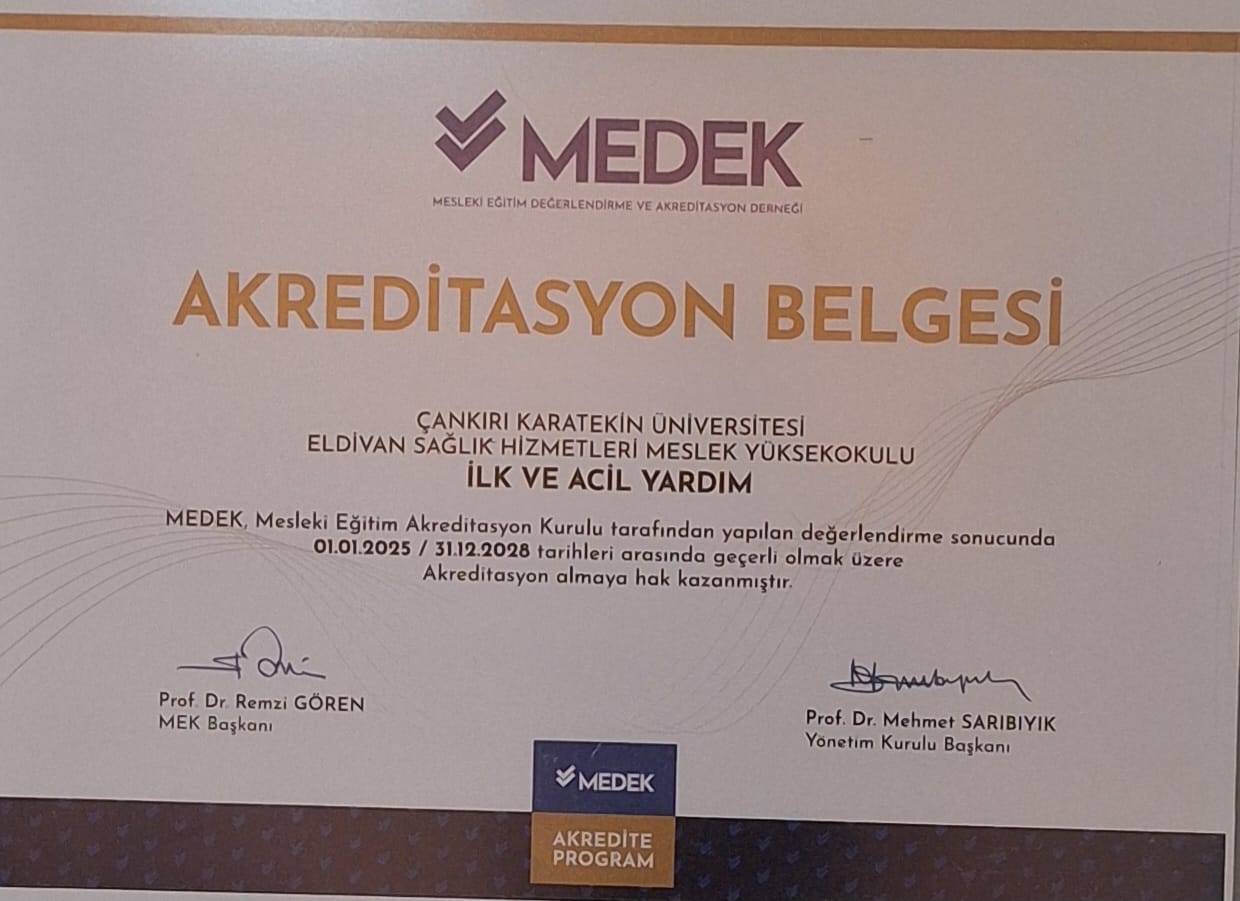 MEDEK
MESLEKİ EĞİTİM DEĞERLENDİRME VE AKREDİTASYON DERNEĞİ
AKREDİTASYON BELGESİ
ÇANKIRI KARATEKİN ÜNİVERSİTESİ
ELDİVAN SAĞLIK HİZMETLERİ MESLEK YÜKSEKOKULU
İLK VE ACİL YARDIM
MEDEK, Mesleki Eğitim Akreditasyon Kurulu tarafından yapılan değerlendirme sonucunda
01.01.2025 / 31.12.2028 tarihleri arasında geçerli olmak üzere
Akreditasyon almaya hak kazanmıştır.
Prof. Dr. Remzi GÖREN
MEK Başkanı
Prof. Dr. Mehmet SARIBIYIK
Yönetim Kurulu Başkanı
MEDEK
AKREDİTE
PROGRAM